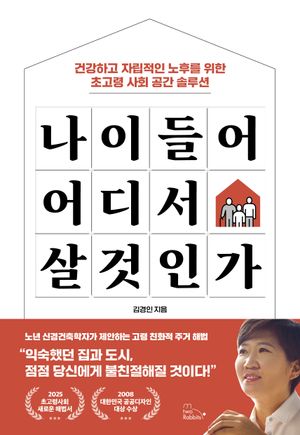 건강하고 자립적인 노후를 위한
초고령 사회 공간 솔루션
나이들어
어디서
살것인가
김경인 지음
노년 신경건축학자가 제안하는 고령 친화적 주거 해법
“익숙했던 집과 도시,
점점 당신에게 불친절해질 것이다!”
2025
초고령사회
새로운 해법서
2008
대한민국 공공디자인
대상 수상
two
Rabbits